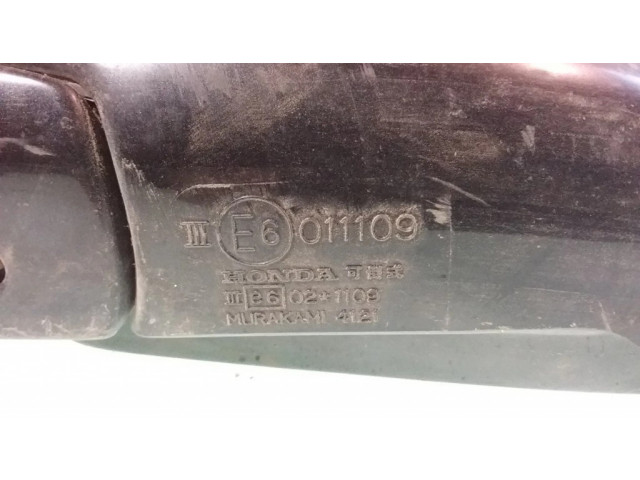 III E6 011109
HONDA
III e6 02*1109
MURAKAMI 4121